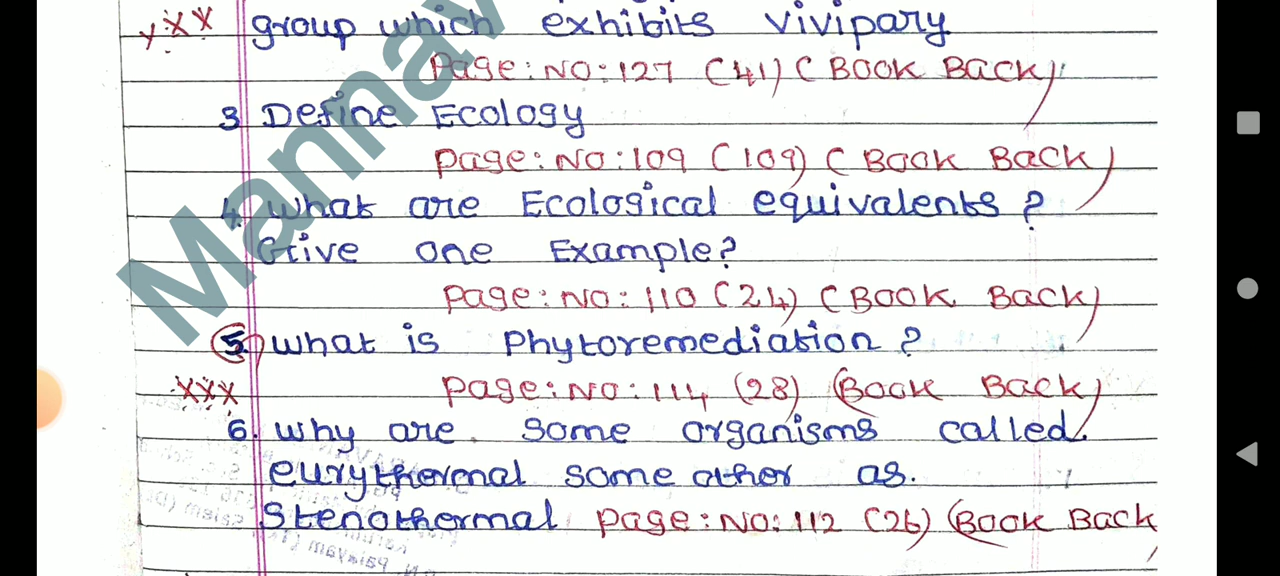 group which exhibits vivipary
Page: NO: 127 (41) (BOOK Back)
3 Define Ecology
Page: NO: 109 (109) (BOOK Back)
4. What are Ecological equivalents?
Give one Example?
Page: NO: 110 (24) (BOOK Back)
5. What is Phytoremediation?
xxx Page: NO: 114 (28) (BOOK Back)
6. Why are some organisms called
eurythermal some other as.
Stenothermal Page: NO: 112 (26) (BOOK Back
Mannav